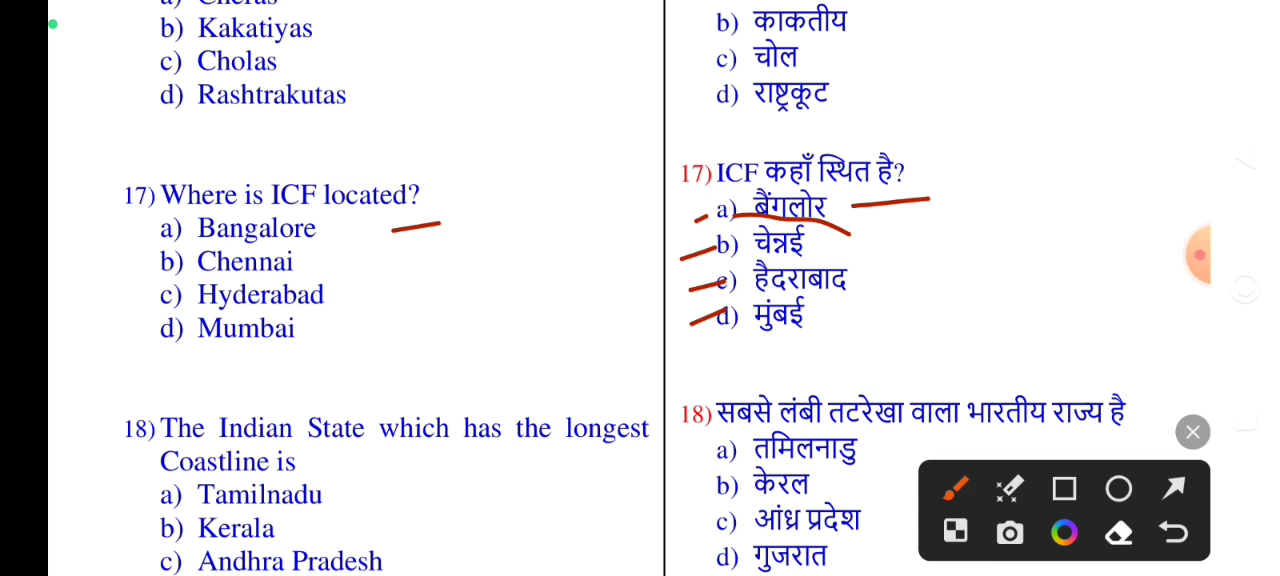 a) Cheras
b) Kakatiyas
c) Cholas
d) Rashtrakutas
17) Where is ICF located?
a) Bangalore
b) Chennai
c) Hyderabad
d) Mumbai
18) The Indian State which has the longest
Coastline is
a) Tamilnadu
b) Kerala
c) Andhra Pradesh
b) काकतीय
c) चोल
d) राष्ट्रकूट
17) ICF कहाँ स्थित है?
a) बैंगलोर
b) चेन्नई
c) हैदराबाद
d) मुंबई
18) सबसे लंबी तटरेखा वाला भारतीय राज्य है
a) तमिलनाडु
b) केरल
c) आंध्र प्रदेश
d) गुजरात